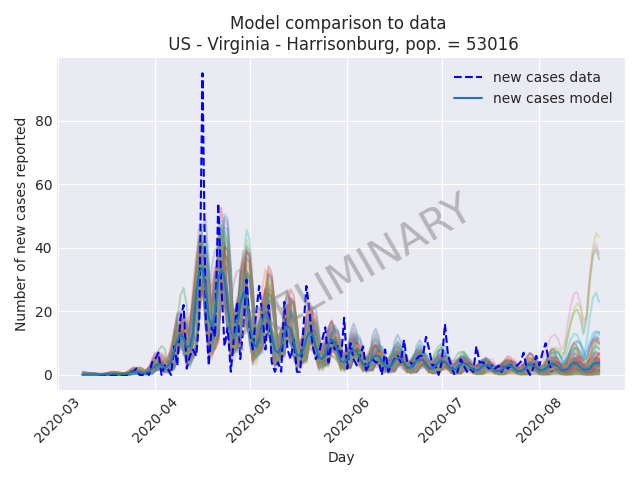 Model comparison to data
US - Virginia - Harrisonburg, pop. = 53016
new cases data
new cases model
Number of new cases reported
80
60
40
20
0
2020-03
2020-04
2020-05
2020-06
2020-07
2020-08
Day